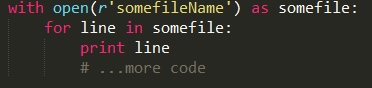 with open(r'somefileName') as somefile:
    for line in somefile:
        print line
        # ...more code